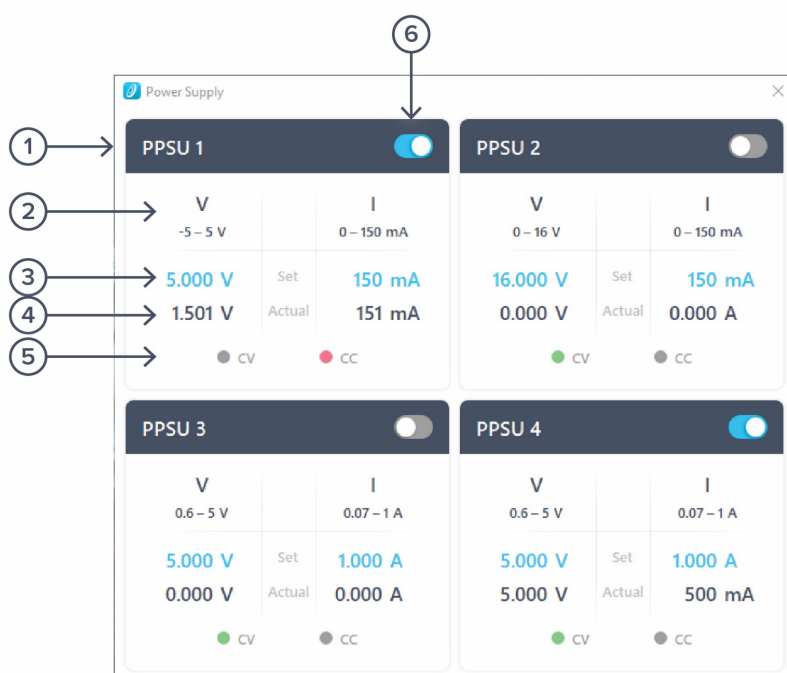 6
Power Supply
1
PPSU 1
PPSU 2
2
V I
-5 – 5 V 0 – 150 mA
V I
0 – 16 V 0 – 150 mA
3
5.000 V Set 150 mA
16.000 V Set 150 mA
4
1.501 V Actual 151 mA
0.000 V Actual 0.000 A
5
CV CC
CV CC
PPSU 3
PPSU 4
V I
0.6 – 5 V 0.07 – 1 A
V I
0.6 – 5 V 0.07 – 1 A
5.000 V Set 1.000 A
5.000 V Set 1.000 A
0.000 V Actual 0.000 A
5.000 V Actual 500 mA
CV CC
CV CC